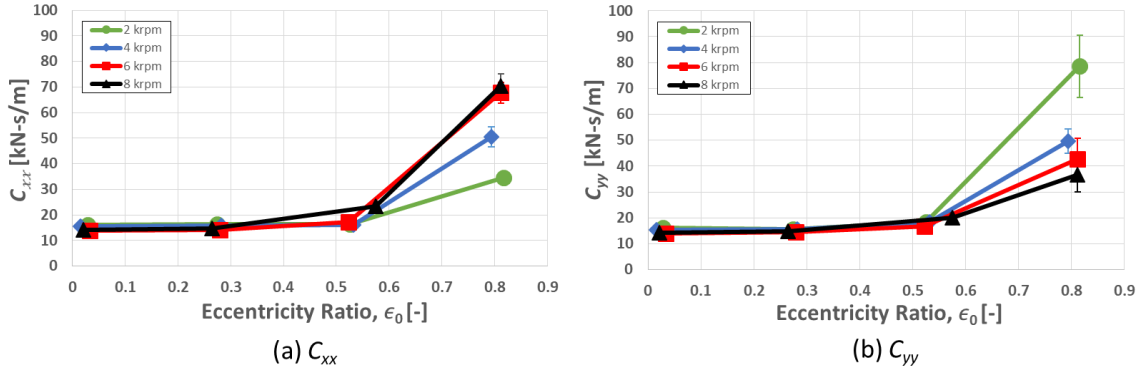 100
90
80
70
60
50
40
30
20
10
0
C_xx [kN-s/m]
2 krpm
4 krpm
6 krpm
8 krpm
0 0.1 0.2 0.3 0.4 0.5 0.6 0.7 0.8 0.9
Eccentricity Ratio, ϵ₀ [-]
(a) C_xx
100
90
80
70
60
50
40
30
20
10
0
C_yy [kN-s/m]
2 krpm
4 krpm
6 krpm
8 krpm
0 0.1 0.2 0.3 0.4 0.5 0.6 0.7 0.8 0.9
Eccentricity Ratio, ϵ₀ [-]
(b) C_yy